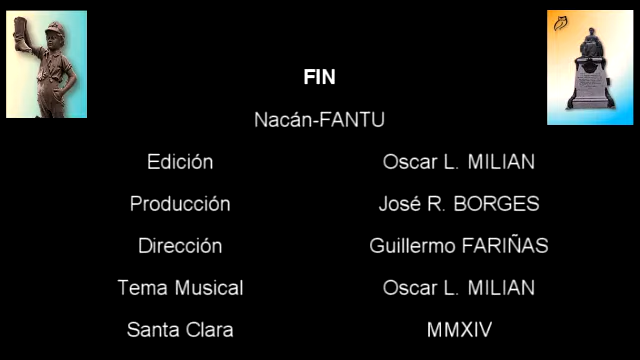 FIN
Nacán-FANTU
Edición Oscar L. MILIAN
Producción José R. BORGES
Dirección Guillermo FARIÑAS
Tema Musical Oscar L. MILIAN
Santa Clara MMXIV